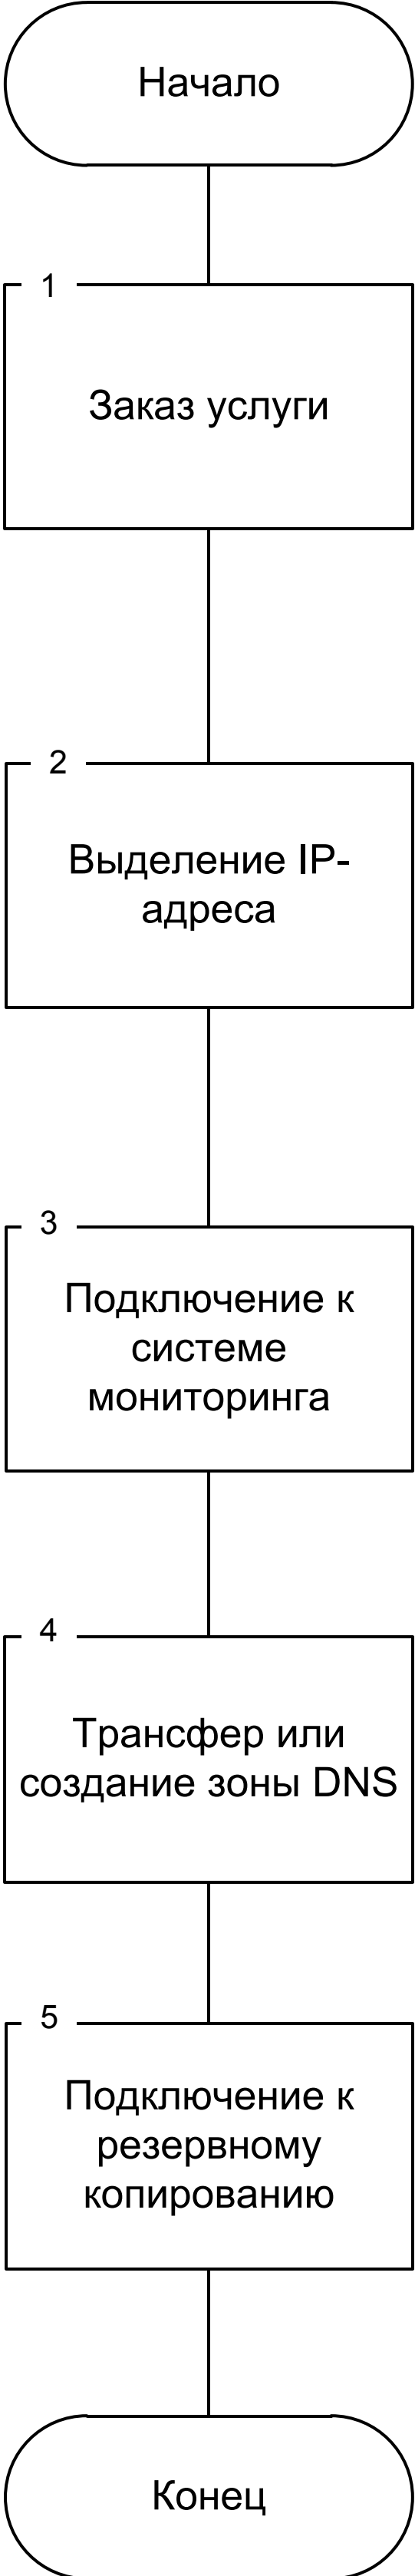 Начало
1
Заказ услуги
2
Выделение IP-
адреса
3
Подключение к
системе
мониторинга
4
Трансфер или
создание зоны DNS
5
Подключение к
резервному
копированию
Конец